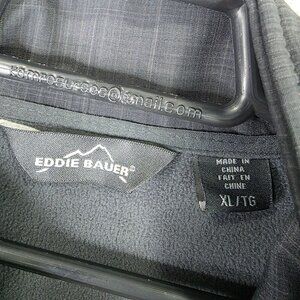 EDDIE BAUER
MADE IN
CHINA
FAIT EN
CHINE
XL/TG